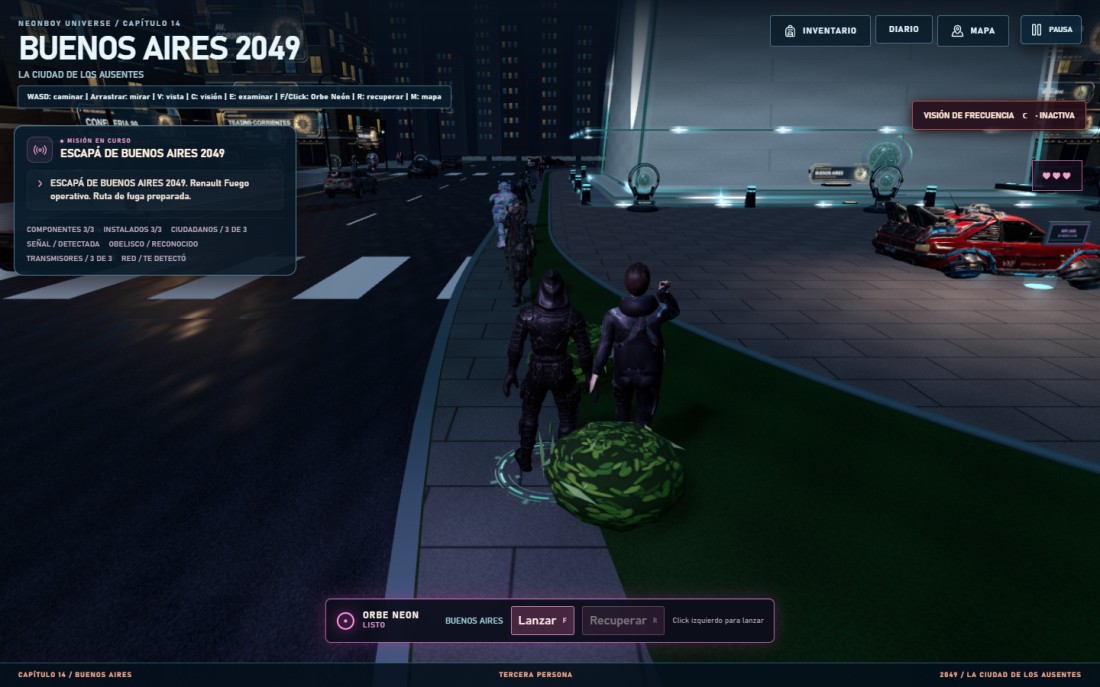 NEONBOY UNIVERSE / CAPÍTULO 14
BUENOS AIRES 2049
LA CIUDAD DE LOS AUSENTES
WASD: caminar | Arrastrar: mirar | V: vista | C: visión | E: examinar | F/Click: Orbe Neón | R: recuperar | M: mapa
INVENTARIO
DIARIO
MAPA
PAUSA
VISIÓN DE FRECUENCIA C · INACTIVA
MISIÓN EN CURSO
ESCAPÁ DE BUENOS AIRES 2049
ESCAPÁ DE BUENOS AIRES 2049. Renault Fuego
operativo. Ruta de fuga preparada.
COMPONENTES 3/3 INSTALADOS 3/3 CIUDADANOS / 3 DE 3
SEÑAL / DETECTADA OBELISCO / RECONOCIDO
TRANSMISORES / 3 DE 3 RED / TE DETECTÓ
TEATRO CORRIENTES
BUENOS AIRES
ORBE NEON
LISTO
BUENOS AIRES
Lanzar F
Recuperar R
Click izquierdo para lanzar
CAPÍTULO 14 / BUENOS AIRES
TERCERA PERSONA
2049 / LA CIUDAD DE LOS AUSENTES